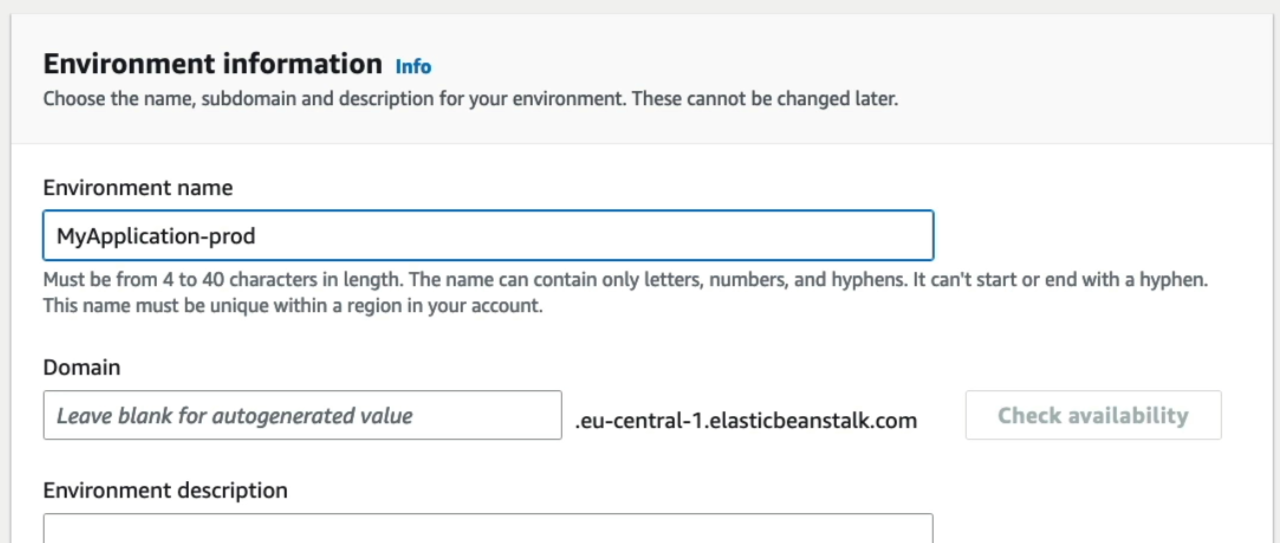 Environment information Info
Choose the name, subdomain and description for your environment. These cannot be changed later.
Environment name
MyApplication-prod
Must be from 4 to 40 characters in length. The name can contain only letters, numbers, and hyphens. It can't start or end with a hyphen.
This name must be unique within a region in your account.
Domain
Leave blank for autogenerated value .eu-central-1.elasticbeanstalk.com Check availability
Environment description